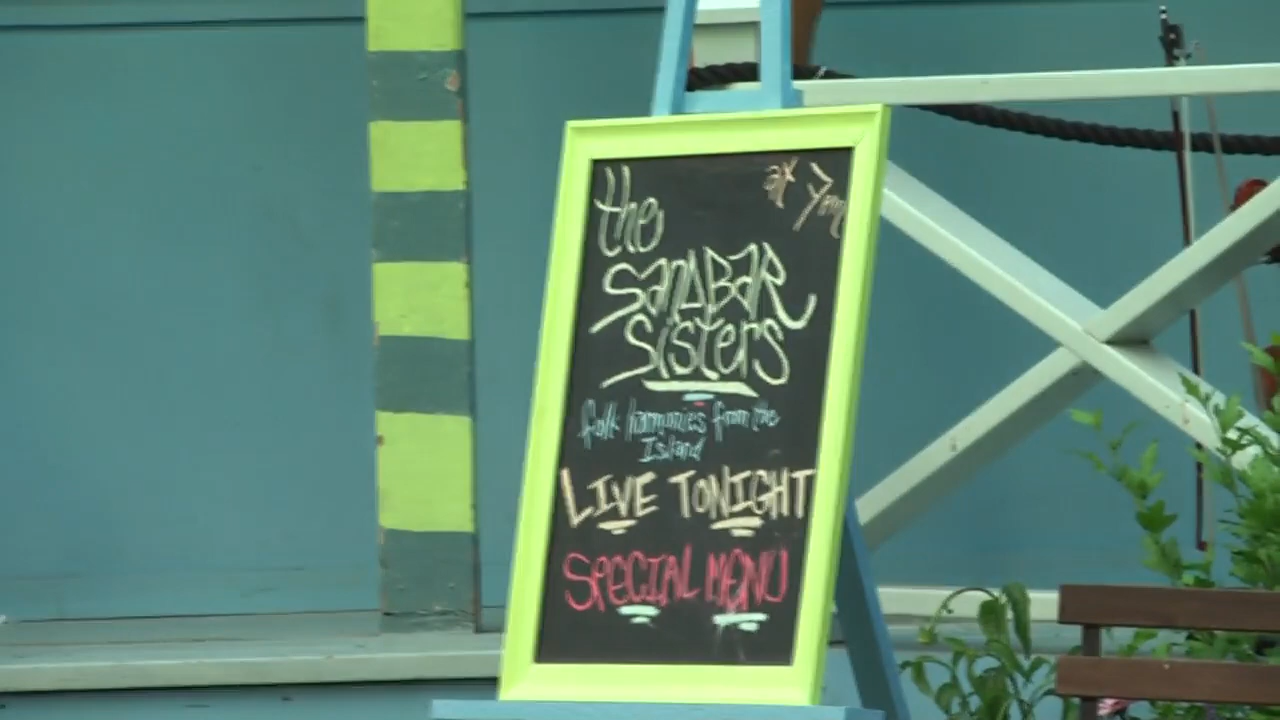 at 7pm
the
SandBaR
Sisters
folk harmonies from the
Island
LIVE TONIGHT
SPECIAL MENU